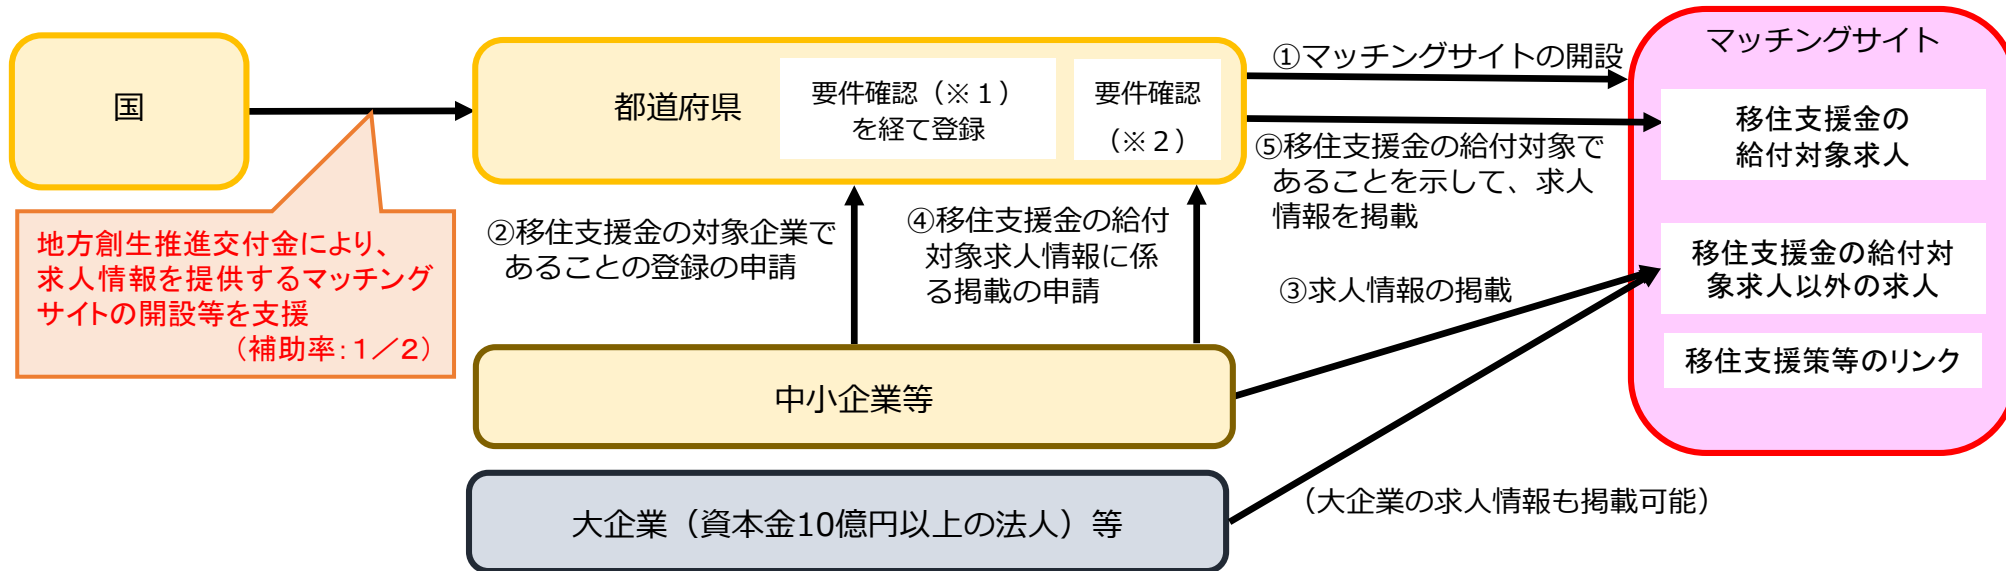 国
都道府県
要件確認（※１）
を経て登録
要件確認
（※２）
①マッチングサイトの開設
⑤移住支援金の給付対象で
あることを示して、求人
情報を掲載
マッチングサイト
移住支援金の
給付対象求人
移住支援金の給付対
象求人以外の求人
移住支援策等のリンク
地方創生推進交付金により、
求人情報を提供するマッチング
サイトの開設等を支援
（補助率：１／２）
②移住支援金の対象企業で
あることの登録の申請
④移住支援金の給付
対象求人情報に係
る掲載の申請
③求人情報の掲載
中小企業等
大企業（資本金10億円以上の法人）等
（大企業の求人情報も掲載可能）